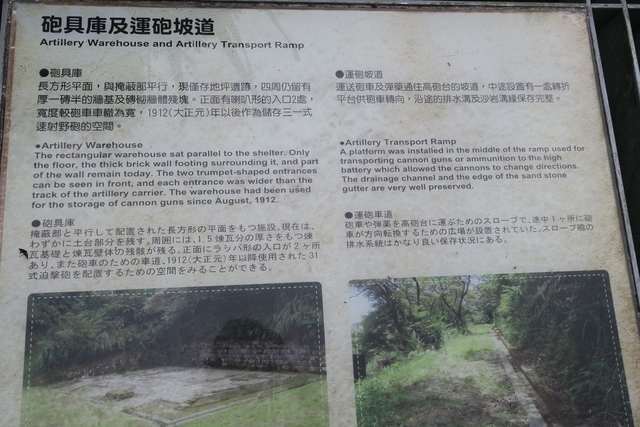 砲具庫及運砲坡道
Artillery Warehouse and Artillery Transport Ramp
●砲具庫
長方形平面，與掩蔽部平行，現僅存地坪遺跡，四周仍留有
厚一磚半的牆基及磚砌牆體殘塊。正面有喇叭形的入口2處，
寬度較砲車車轍為寬，1912(大正元)年以後作為儲存三一式
速射野砲的空間。
●Artillery Warehouse
The rectangular warehouse sat parallel to the shelter. Only
the floor, the thick brick wall footing surrounding it, and part
of the wall remain today. The two trumpet-shaped entrances
can be seen in front, and each entrance was wider than the
track of the artillery carrier. The warehouse had been used
for the storage of cannon guns since August, 1912.
●砲具庫
掩蔽部と平行して配置された長方形の平面をもつ施設。現在は、
わずかに土台部分を残す。周囲には、1.5煉瓦分の厚さをもつ煉
瓦基礎と煉瓦壁体の残骸が残る。正面にラッパ形の入口が2ヶ所
あり、また砲車のための車道、1912(大正元)年以降使用された31
式迫撃砲を配置するための空間をみることができる。
●運砲坡道
運送砲車及彈藥通往高砲台的坡道，中途設置有一處轉折
平台供砲車轉向，沿途的排水溝及沙岩溝緣保存完整。
●Artillery Transport Ramp
A platform was installed in the middle of the ramp used for
transporting cannon guns or ammunition to the high
battery which allowed the cannons to change directions.
The drainage channel and the edge of the sand stone
gutter are very well preserved.
●運砲車道
砲車や弾薬を高砲台に運ぶためのスロープで、途中1ヶ所に砲
車が方向転換するための広場が設置されていた。スロープ脇の
排水系統はかなり良い保存状況にある。